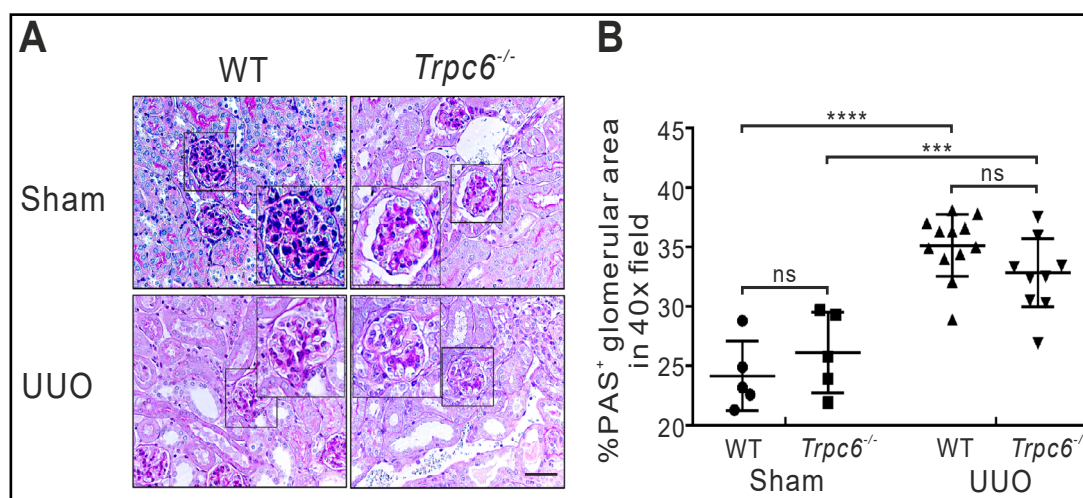 A
WT Trpc6-/-
Sham
UUO
B
%PAS+ glomerular area
in 40x field
45
40
35
30
25
20
****
***
ns
ns
WT Trpc6-/- WT Trpc6-/-
Sham UUO